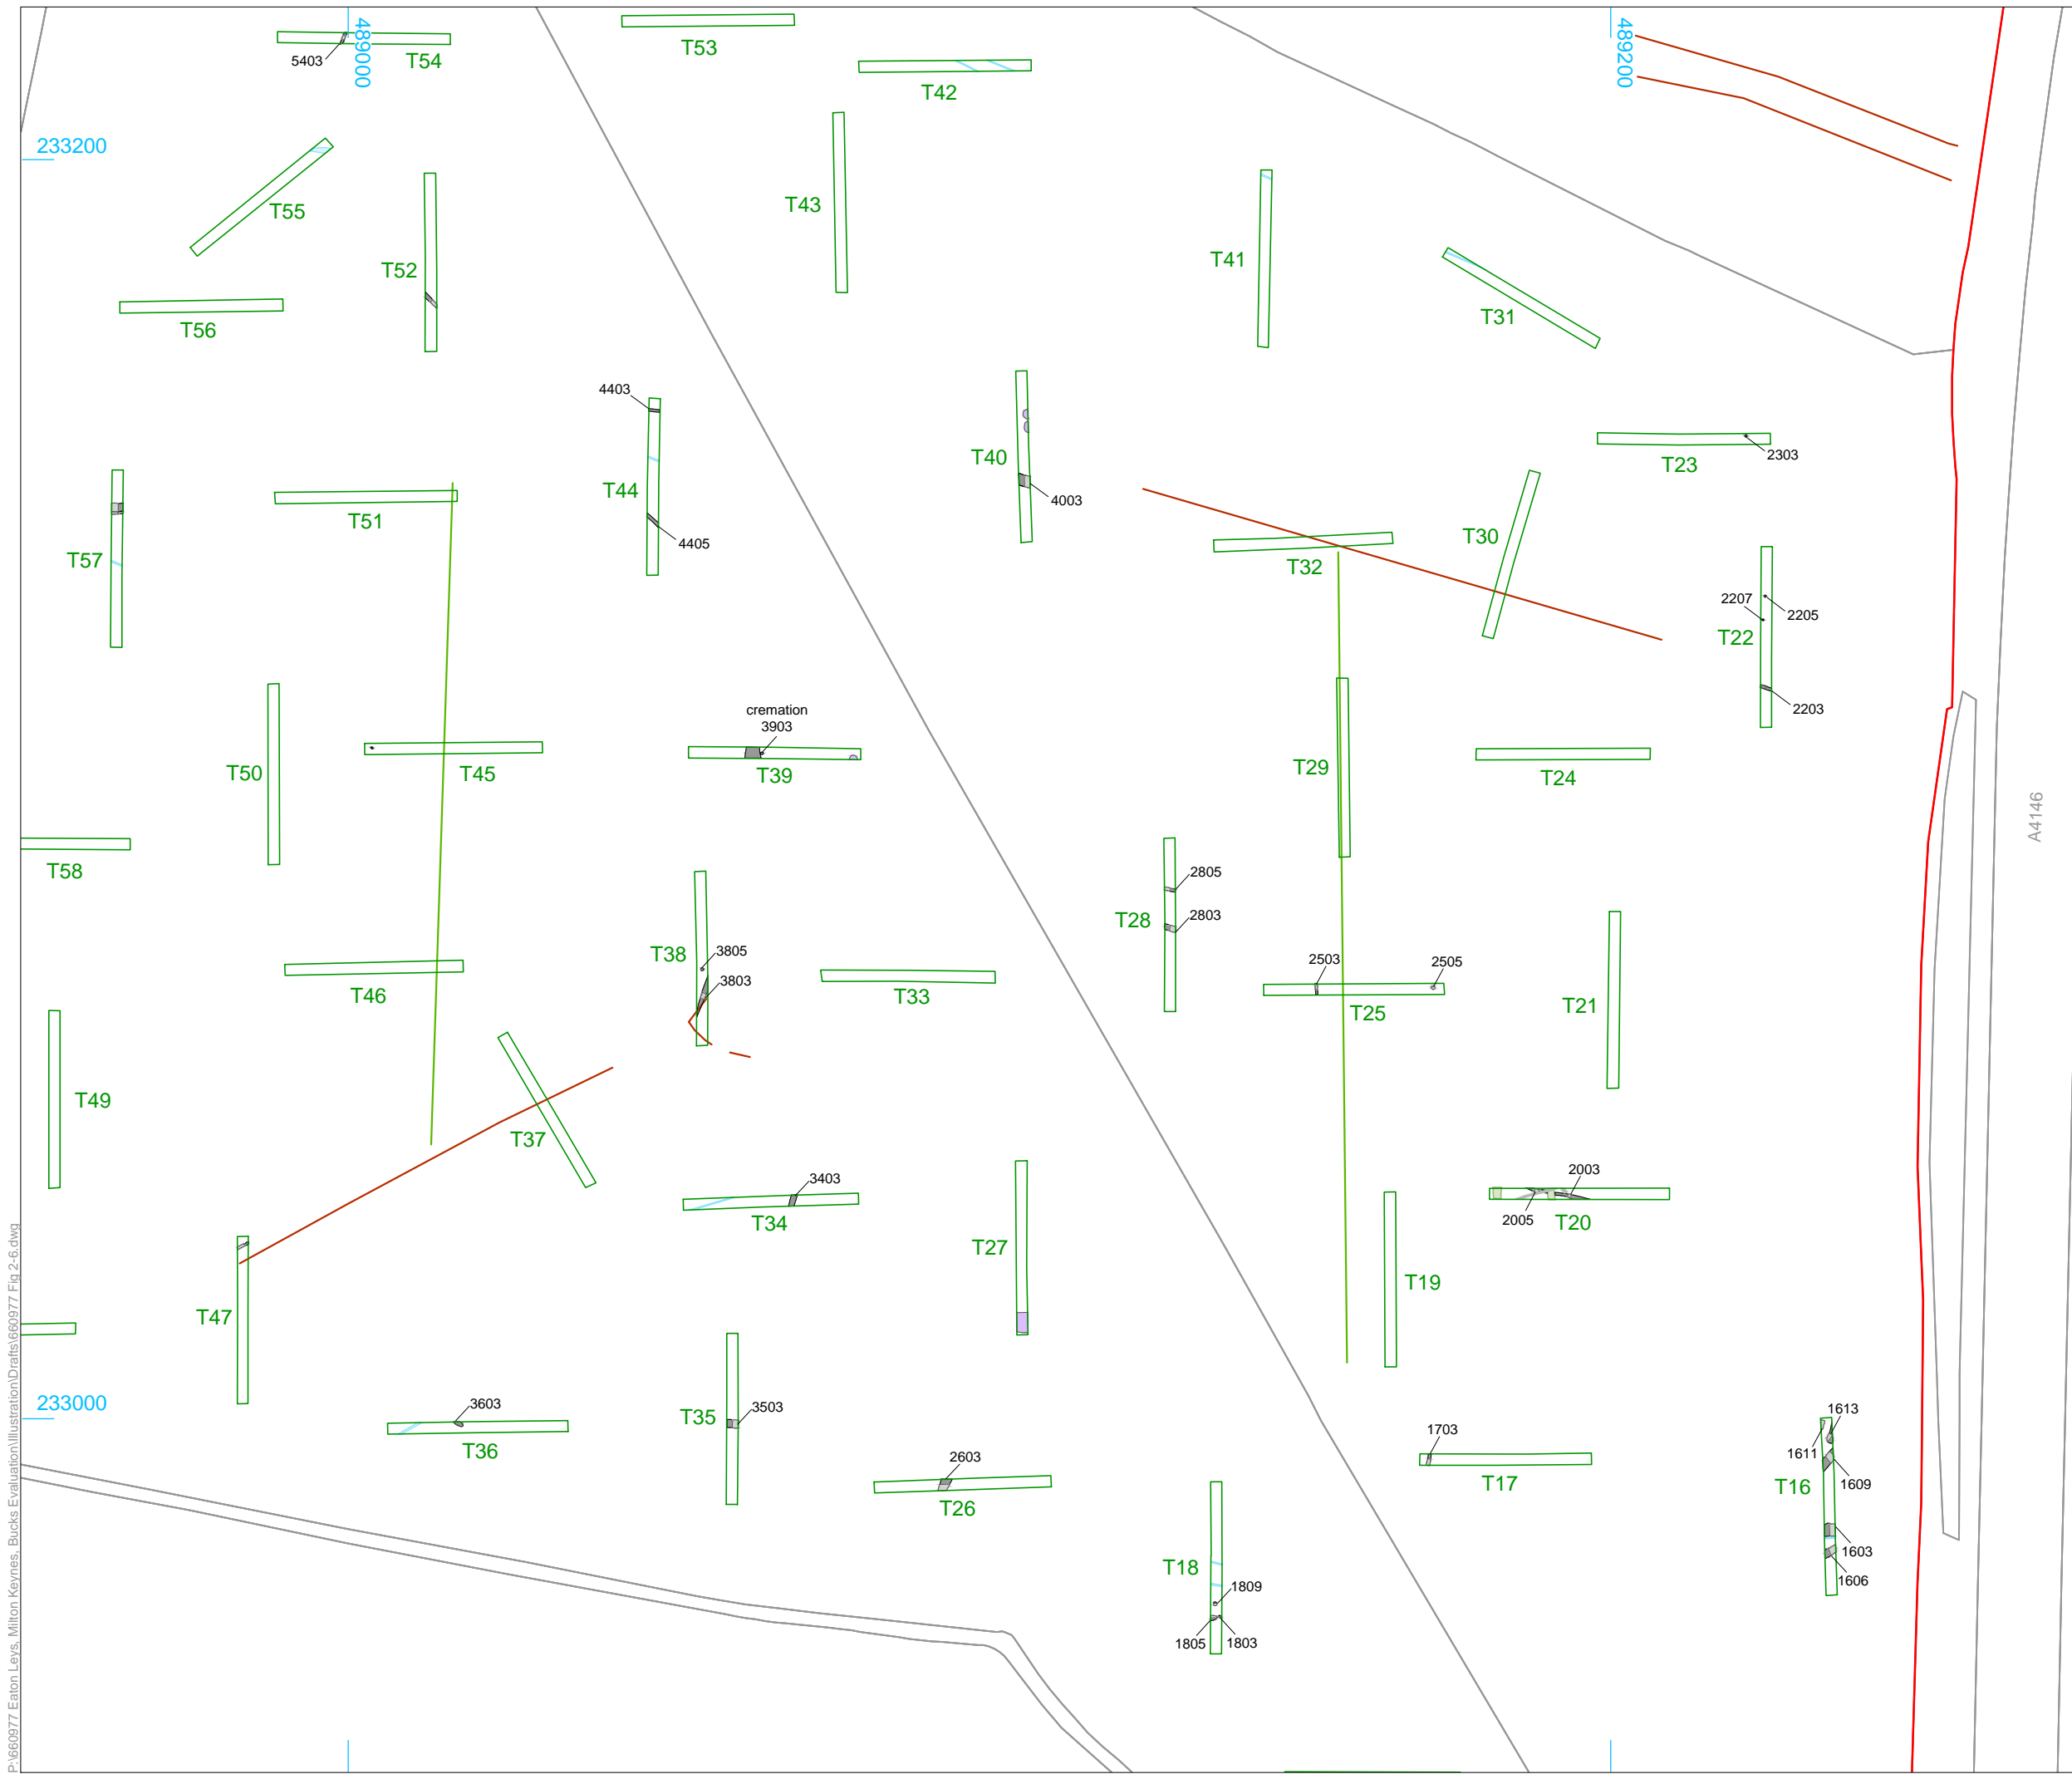 489000
489200
T53
T54
5403
T42
233200
T55
T52
T43
T41
T31
T56
4403
T44
4405
T40
4003
T23
2303
T57
T51
T32
T30
2207
2205
T22
2203
cremation
3903
T39
T50
T45
T29
T24
A4146
T58
2805
T28
2803
T38
3805
3803
T33
2503
2505
T25
T21
T46
T49
T37
3403
T34
2003
2005
T20
T27
T19
T47
233000
3603
T36
T35
3503
2603
T26
1703
T17
1613
1611
T16
1609
1603
1606
T18
1809
1805
1803
P:\660977 Eaton Leys, Milton Keynes, Bucks Evaluation\Illustration\Drafts\660977 Fig 2-6.dwg